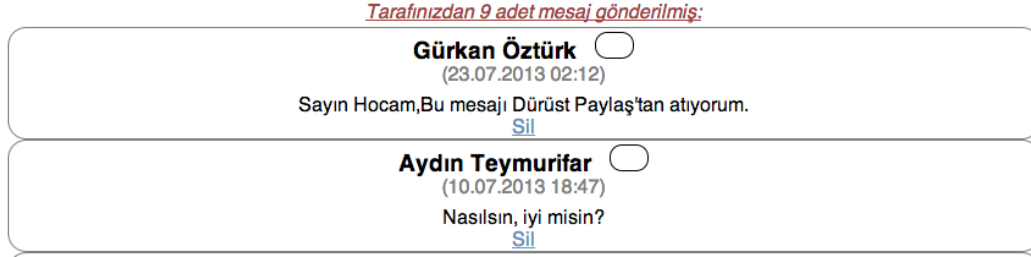 Tarafınızdan 9 adet mesaj gönderilmiş:
Gürkan Öztürk
(23.07.2013 02:12)
Sayın Hocam,Bu mesajı Dürüst Paylaş'tan atıyorum.
Sil
Aydın Teymurifar
(10.07.2013 18:47)
Nasılsın, iyi misin?
Sil